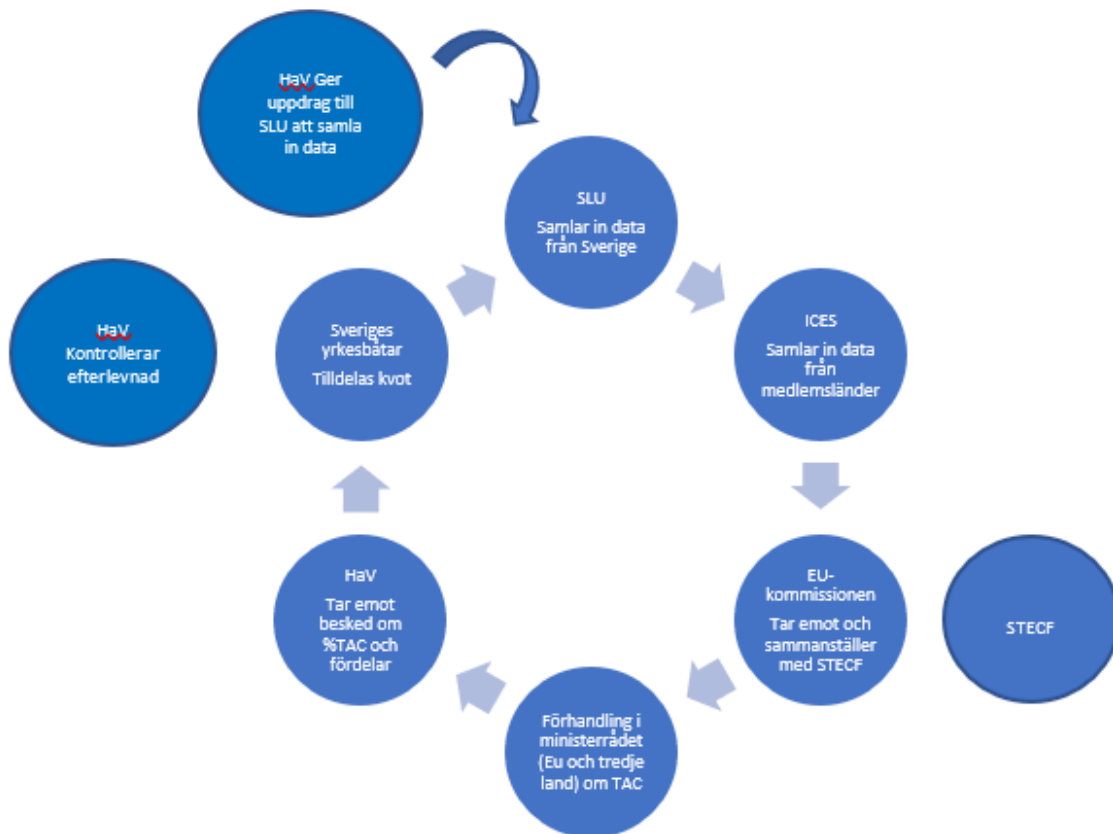 HaV Ger
uppdrag till
SLU att samla
in data
SLU
Samlar in data
från Sverige
HaV
Kontrollerar
efterlevnad
Sveriges
yrkesbåtar
Tilldelas kvot
ICES
Samlar in data
från
medlemsländer
HaV
Tar emot
besked om
%TAC och
fördelar
EU-
kommissionen
Tar emot och
sammanställer
med STECF
STECF
Förhandling i
ministerrådet
(Eu och tredje
land) om TAC